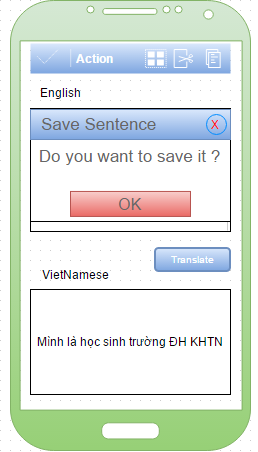 Action
English
Save Sentence X
Do you want to save it ?
OK
Translate
VietNamese
Mình là học sinh trường ĐH KHTN